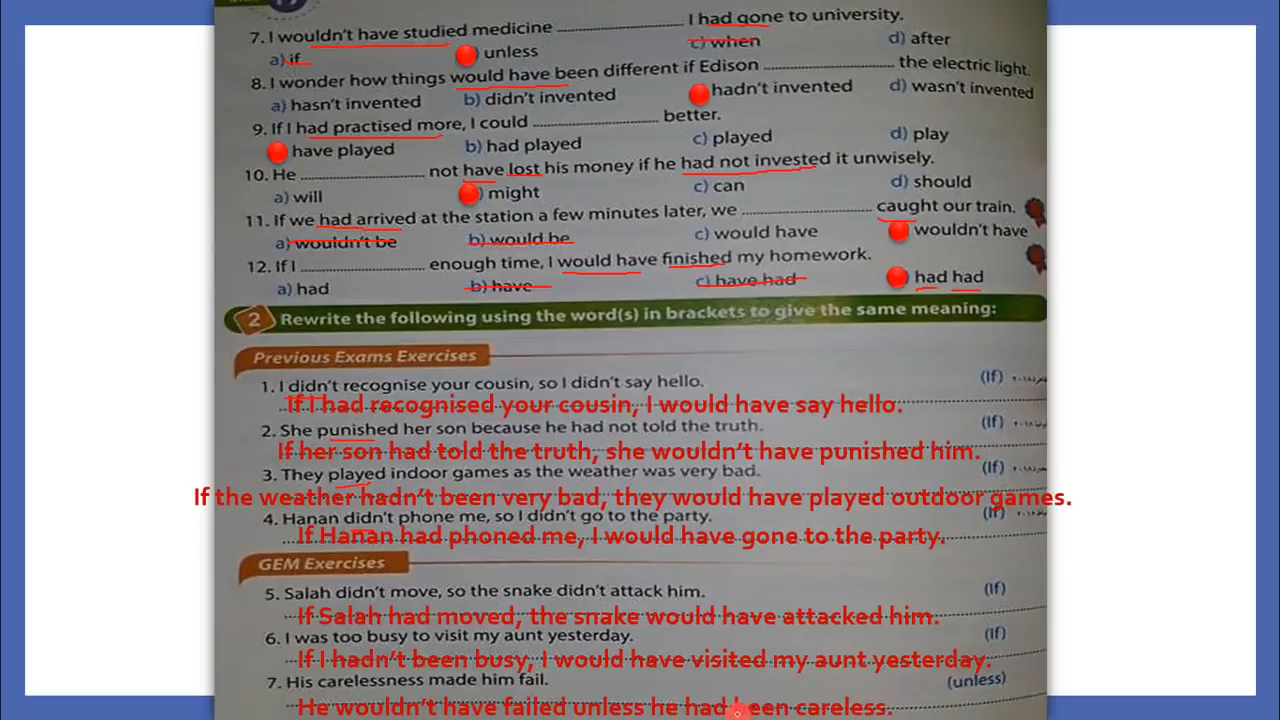 7. I wouldn't have studied medicine ........................... I had gone to university.
a) if ) unless c) when d) after
8. I wonder how things would have been different if Edison ........................... the electric light.
a) hasn't invented b) didn't invented hadn't invented d) wasn't invented
9. If I had practised more, I could ........................... better.
have played b) had played c) played d) play
10. He ........................... not have lost his money if he had not invested it unwisely.
a) will ) might c) can d) should
11. If we had arrived at the station a few minutes later, we ........................... caught our train.
a) wouldn't be b) would be c) would have wouldn't have
12. If I ........................... enough time, I would have finished my homework.
a) had b) have c) have had had had
2 Rewrite the following using the word(s) in brackets to give the same meaning:
Previous Exams Exercises
1. I didn't recognise your cousin, so I didn't say hello. (If)
If I had recognised your cousin, I would have say hello.
2. She punished her son because he had not told the truth. (If)
If her son had told the truth, she wouldn't have punished him.
3. They played indoor games as the weather was very bad. (If)
If the weather hadn't been very bad, they would have played outdoor games.
4. Hanan didn't phone me, so I didn't go to the party. (If)
If Hanan had phoned me, I would have gone to the party.
GEM Exercises
5. Salah didn't move, so the snake didn't attack him. (If)
If Salah had moved, the snake would have attacked him.
6. I was too busy to visit my aunt yesterday. (If)
If I hadn't been busy, I would have visited my aunt yesterday.
7. His carelessness made him fail. (unless)
He wouldn't have failed unless he had been careless.